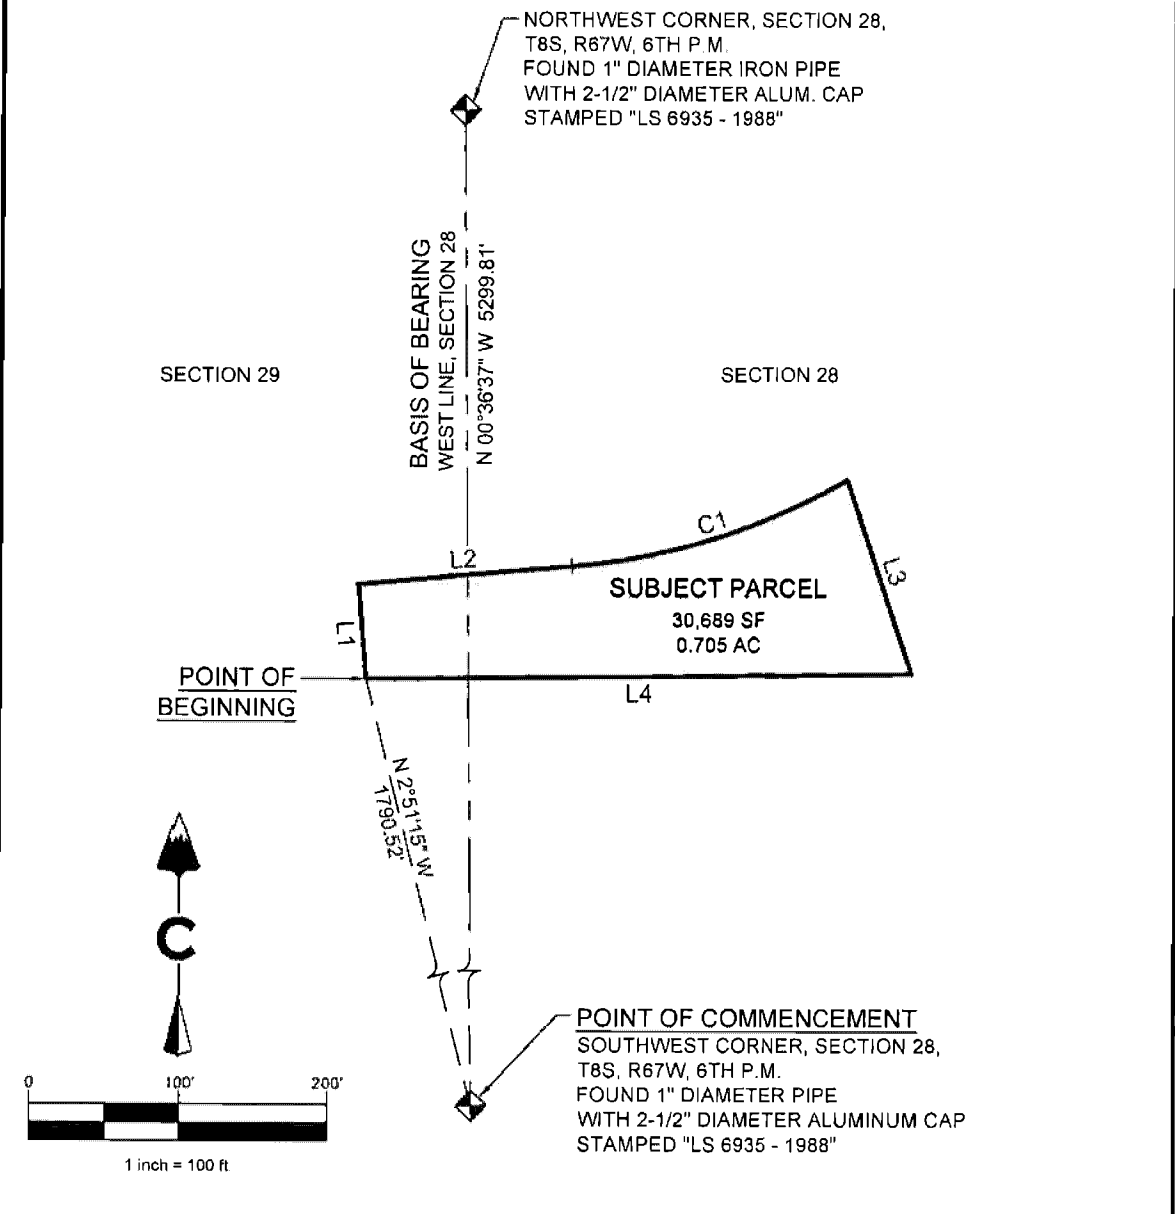 NORTHWEST CORNER, SECTION 28,
T8S, R67W, 6TH P.M.
FOUND 1" DIAMETER IRON PIPE
WITH 2-1/2" DIAMETER ALUM. CAP
STAMPED "LS 6935 - 1988"
BASIS OF BEARING
WEST LINE, SECTION 28
N 00°36'37" W 5299.81'
SECTION 29
SECTION 28
C1
L2
L3
SUBJECT PARCEL
30,689 SF
0.705 AC
L1
POINT OF
BEGINNING
L4
N 2°51'15" W
1790.52'
C
POINT OF COMMENCEMENT
SOUTHWEST CORNER, SECTION 28,
T8S, R67W, 6TH P.M.
FOUND 1" DIAMETER PIPE
WITH 2-1/2" DIAMETER ALUMINUM CAP
STAMPED "LS 6935 - 1988"
0 100' 200'
1 inch = 100 ft